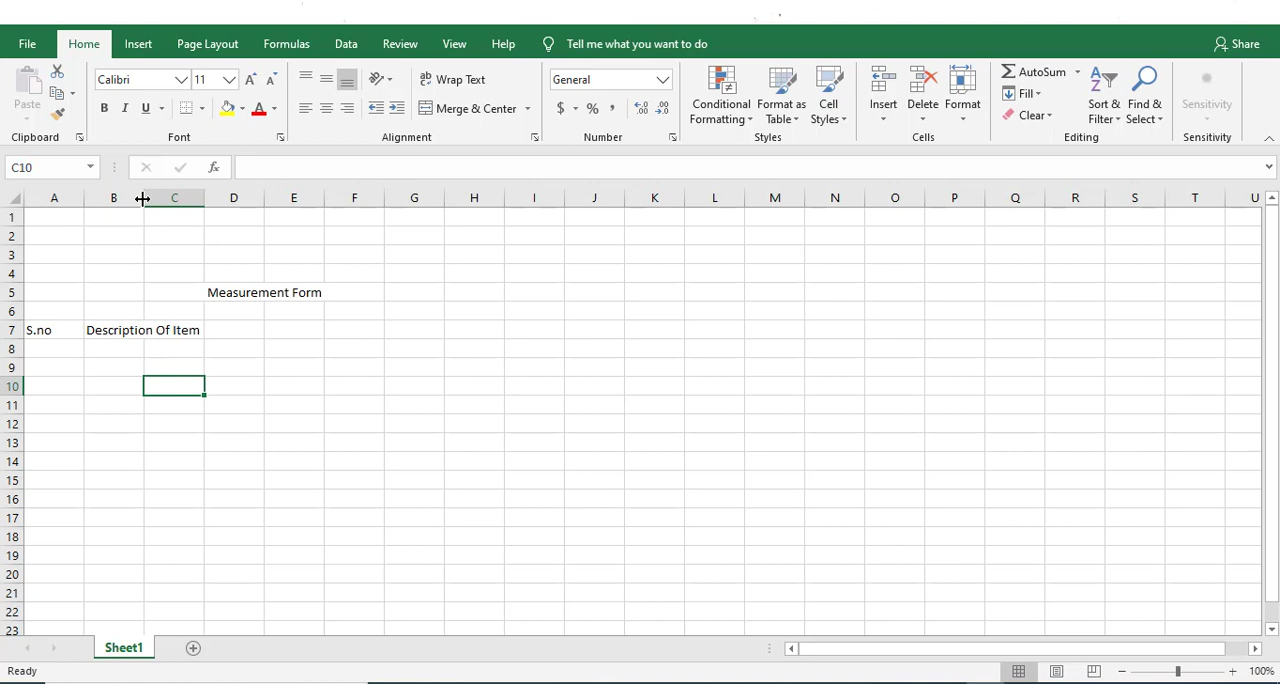 File Home Insert Page Layout Formulas Data Review View Help Tell me what you want to do Share
Calibri 11 Wrap Text General AutoSum
Paste B I U Merge & Center $ % Conditional Formatting Format as Table Cell Styles Insert Delete Format Fill Sort & Filter Find & Select Sensitivity
Clear
Clipboard Font Alignment Number Styles Cells Editing Sensitivity
C10 fx
A B C D E F G H I J K L M N O P Q R S T U
1
2
3
4
5 Measurement Form
6
7 S.no Description Of Item
8
9
10
11
12
13
14
15
16
17
18
19
20
21
22
23
Sheet1
Ready 100%